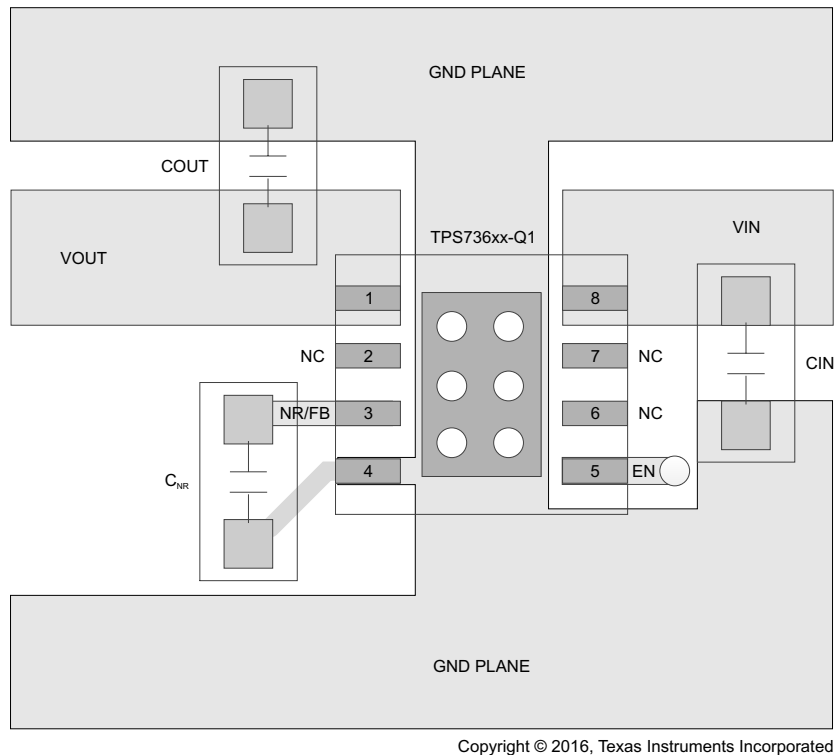 GND PLANE
COUT
TPS736xx-Q1
VIN
VOUT
1
8
NC
2
7
NC
CIN
NR/FB
3
6
NC
4
5
EN
CNR
GND PLANE
Copyright © 2016, Texas Instruments Incorporated